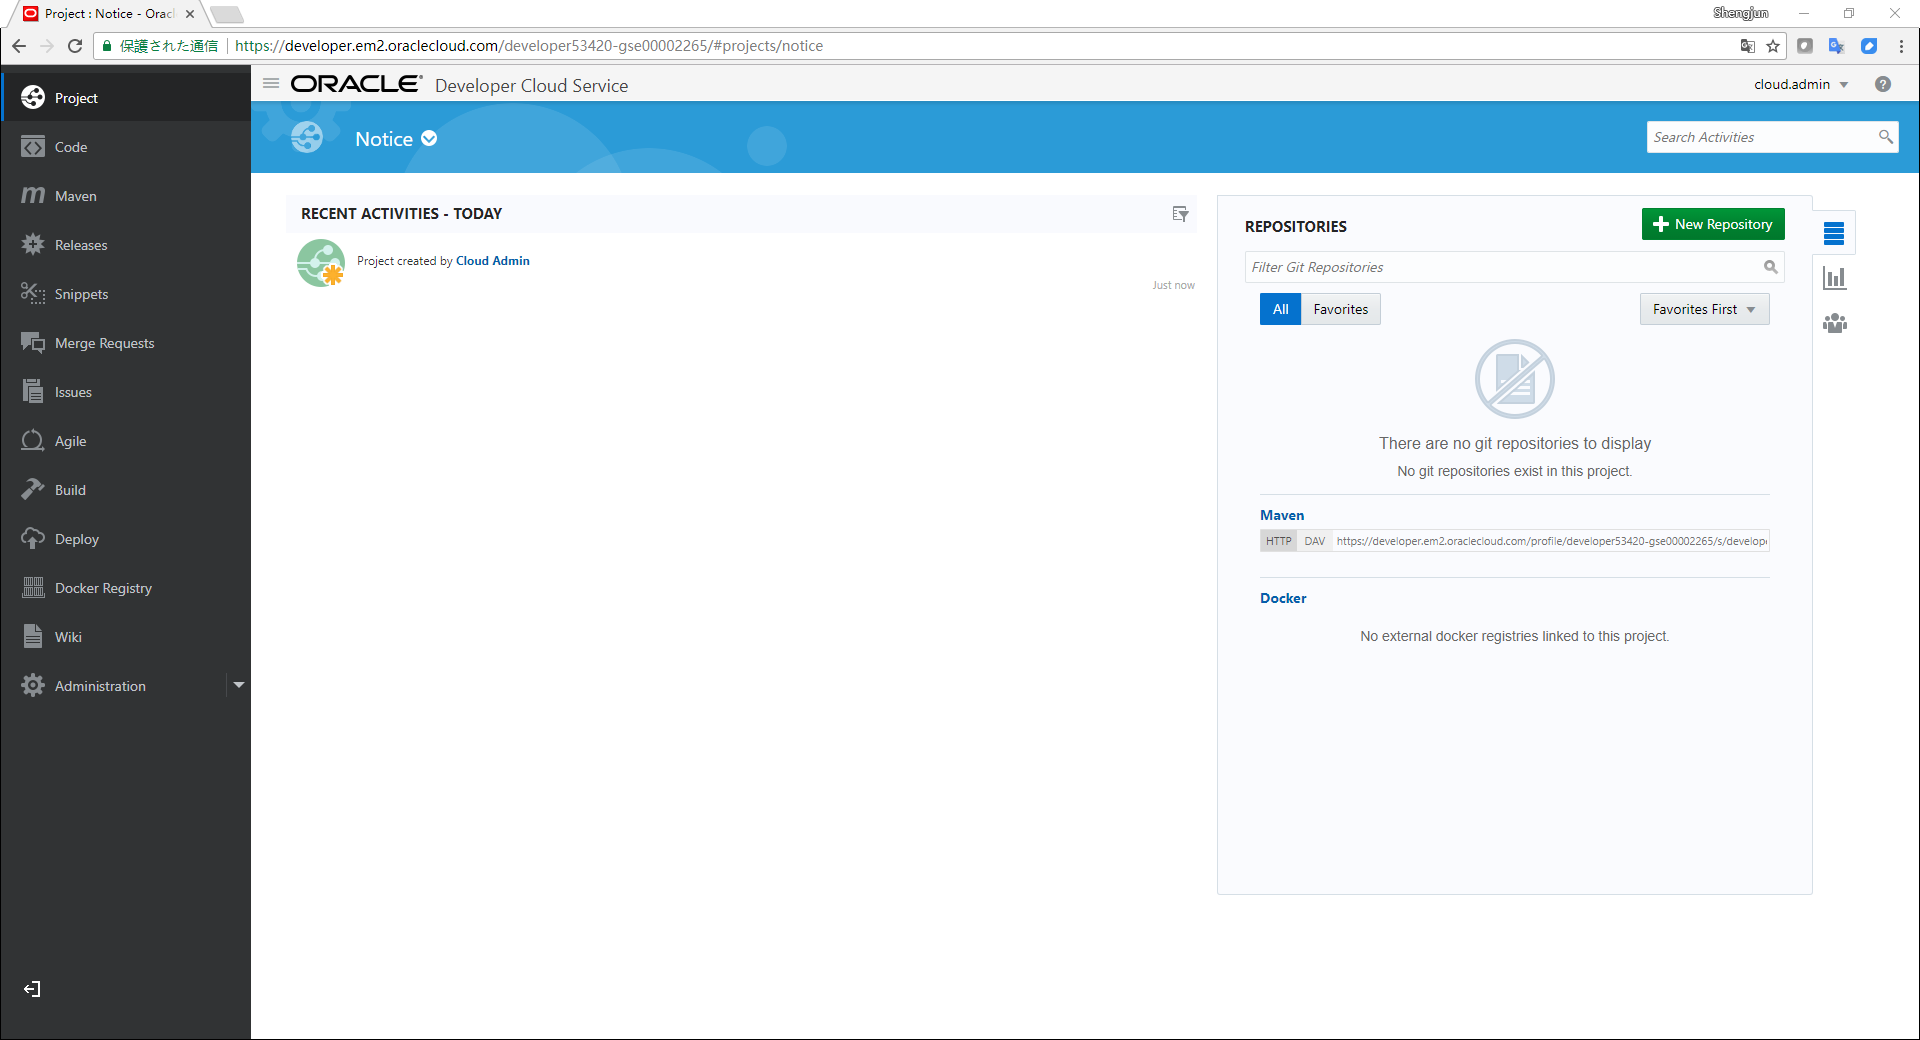 Project : Notice - Orac
Shengjun
保護された通信
https://developer.em2.oraclecloud.com/developer53420-gse00002265/#projects/notice
Project
Code
Maven
Releases
Snippets
Merge Requests
Issues
Agile
Build
Deploy
Docker Registry
Wiki
Administration
ORACLE® Developer Cloud Service
cloud.admin
?
Notice
Search Activities
RECENT ACTIVITIES - TODAY
Project created by Cloud Admin
Just now
REPOSITORIES
New Repository
Filter Git Repositories
All Favorites
Favorites First
There are no git repositories to display
No git repositories exist in this project.
Maven
HTTP DAV https://developer.em2.oraclecloud.com/profile/developer53420-gse00002265/s/develop
Docker
No external docker registries linked to this project.